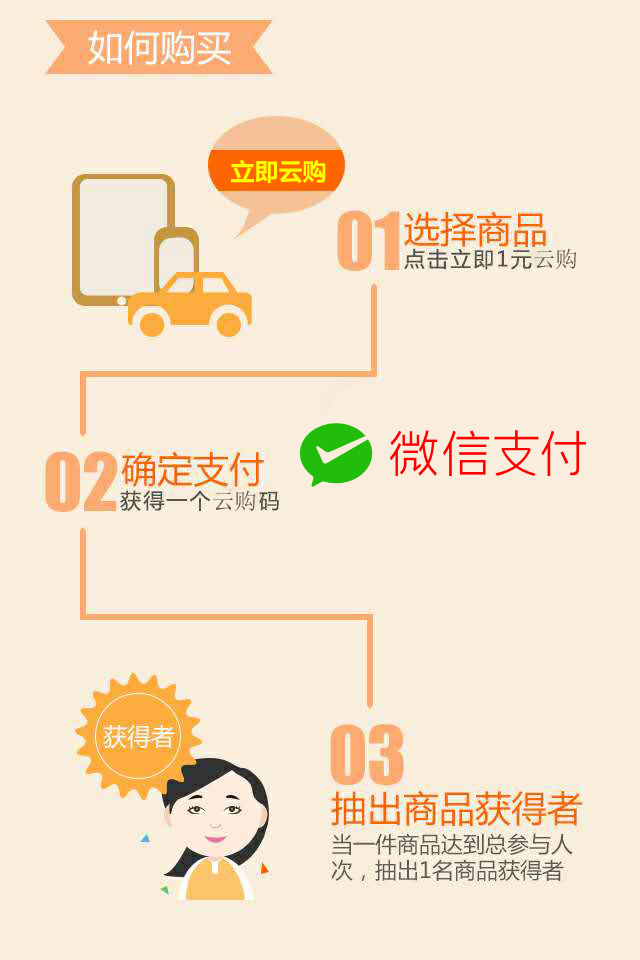 如何购买
立即云购
01
选择商品
点击立即1元云购
02
确定支付
获得一个云购码
微信支付
获得者
03
抽出商品获得者
当一件商品达到总参与人
次，抽出1名商品获得者